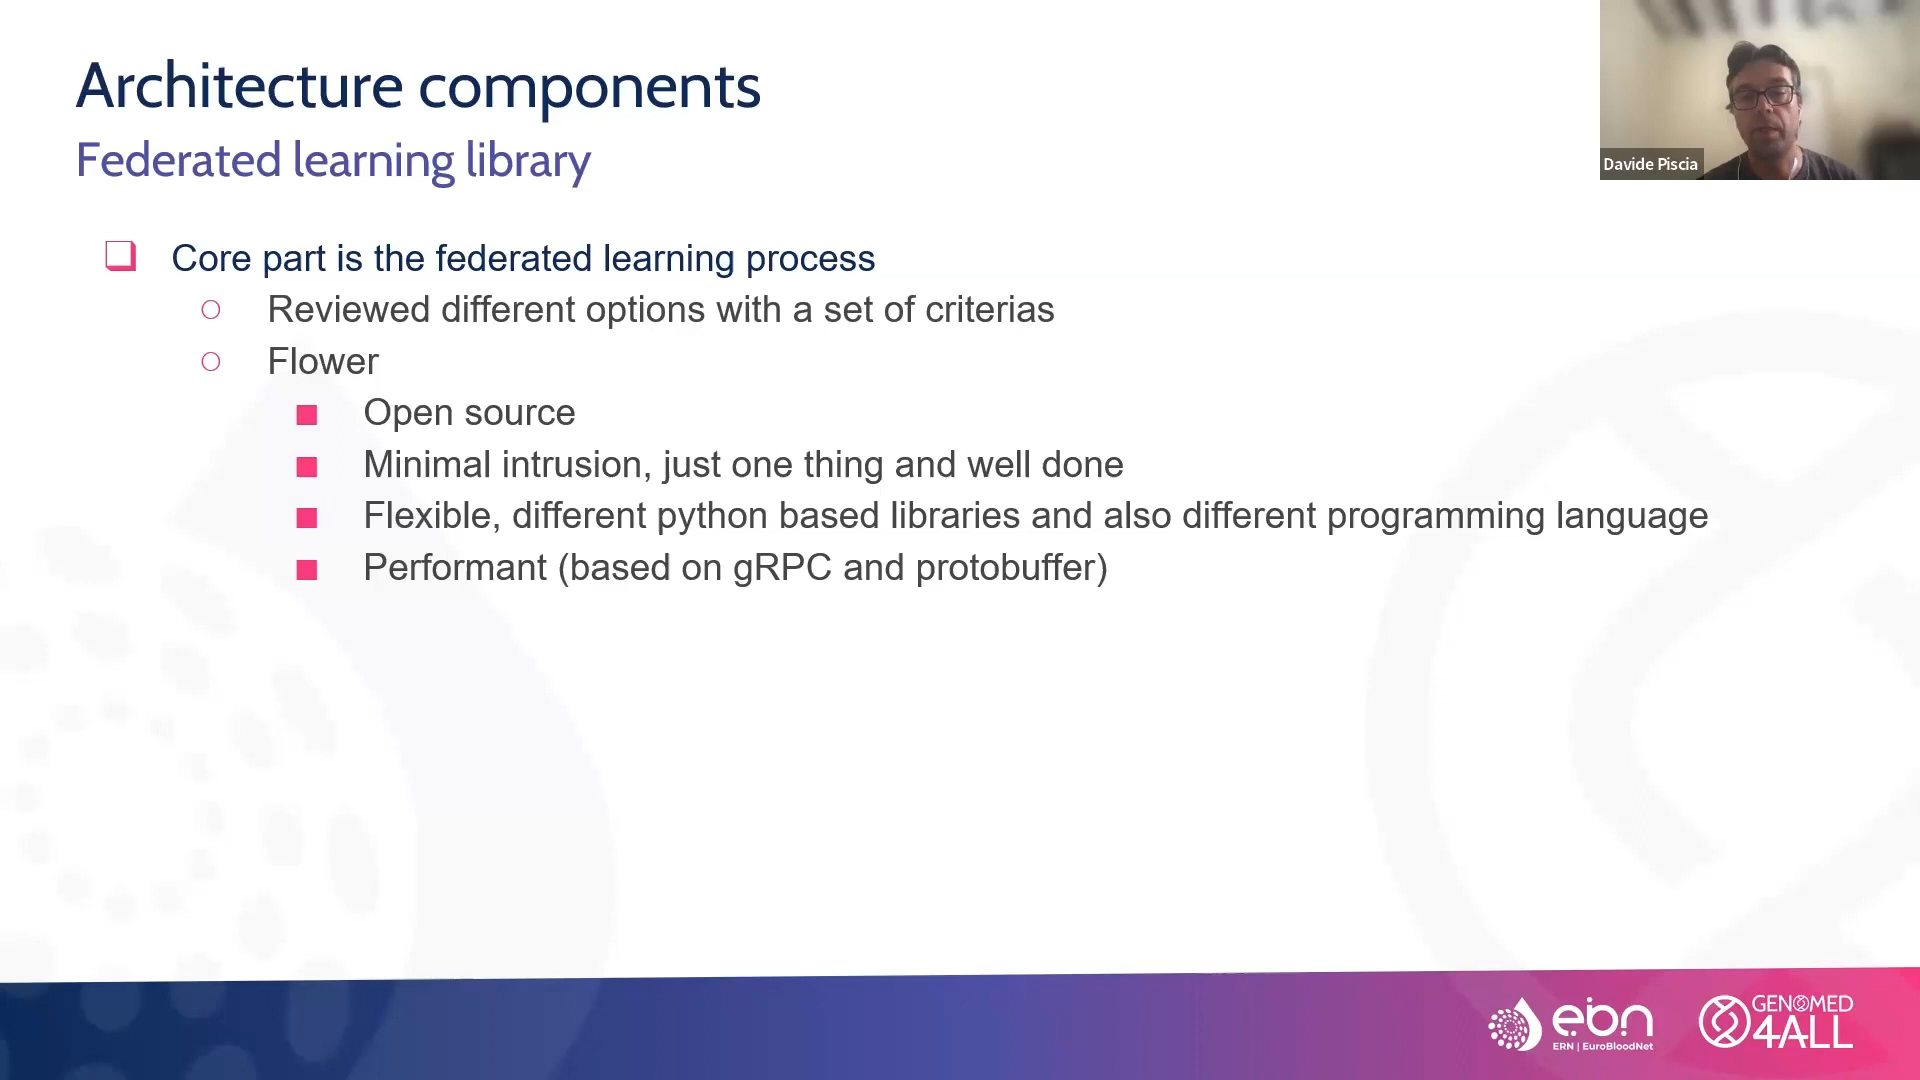 Architecture components
Federated learning library
Davide Piscia
Core part is the federated learning process
Reviewed different options with a set of criterias
Flower
Open source
Minimal intrusion, just one thing and well done
Flexible, different python based libraries and also different programming language
Performant (based on gRPC and protobuffer)
ebn
ERN | EuroBloodNet
GENOMED
4ALL